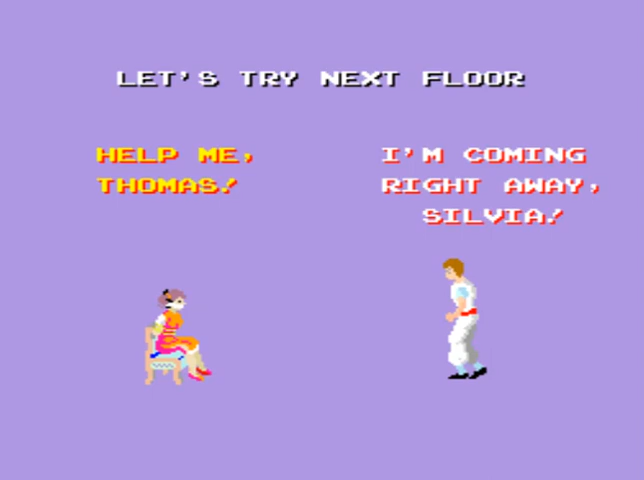 LET'S TRY NEXT FLOOR
HELP ME,
THOMAS!
I'M COMING
RIGHT AWAY,
SILVIA!